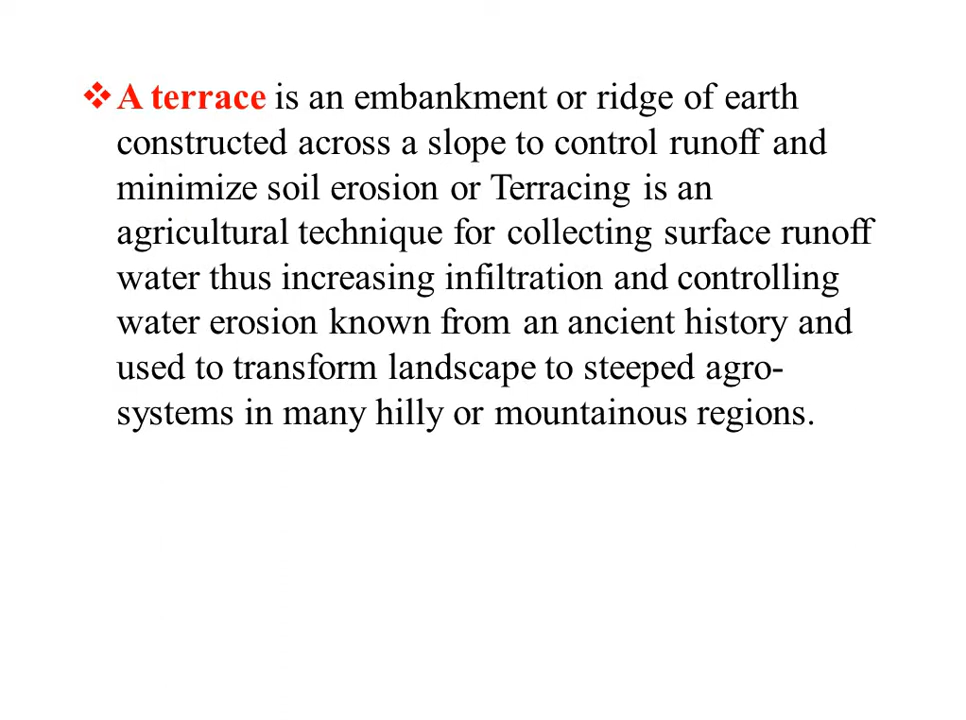 ❖A terrace is an embankment or ridge of earth
constructed across a slope to control runoff and
minimize soil erosion or Terracing is an
agricultural technique for collecting surface runoff
water thus increasing infiltration and controlling
water erosion known from an ancient history and
used to transform landscape to steeped agro-
systems in many hilly or mountainous regions.